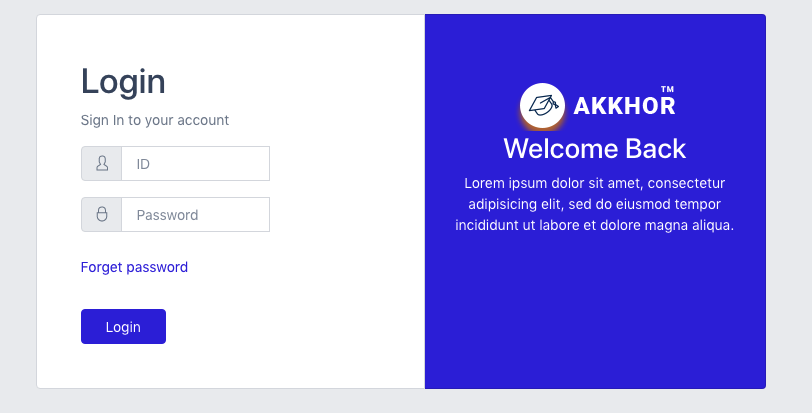 Login
Sign In to your account
ID
Password
Forget password
Login
AKKHOR™
Welcome Back
Lorem ipsum dolor sit amet, consectetur
adipisicing elit, sed do eiusmod tempor
incididunt ut labore et dolore magna aliqua.